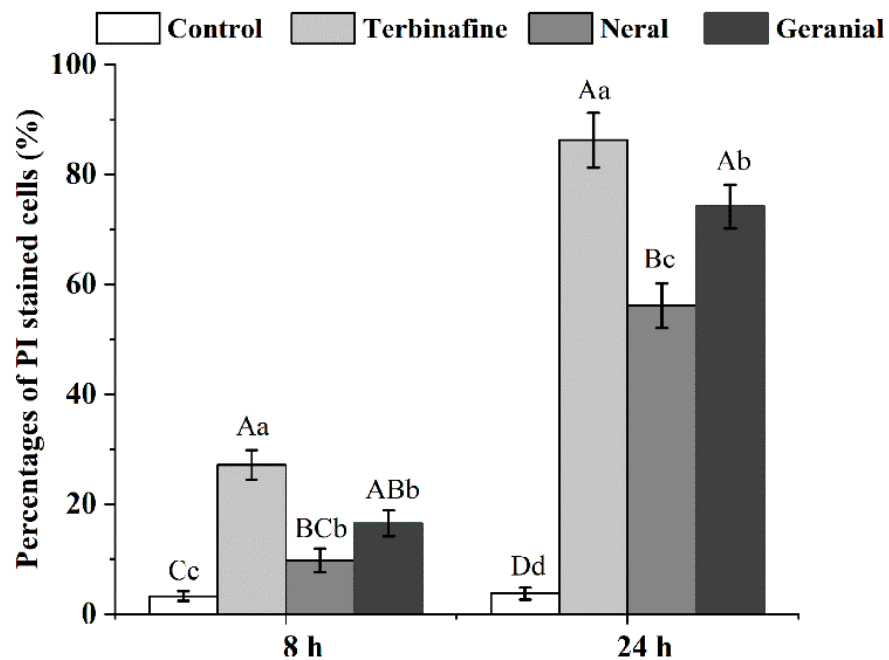 Control Terbinafine Neral Geranial
Percentages of PI stained cells (%)
100
80
60
40
20
0
Cc
Aa
BCb
ABb
Dd
Aa
Bc
Ab
8 h
24 h